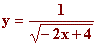 y = 1/√(-2x+4)